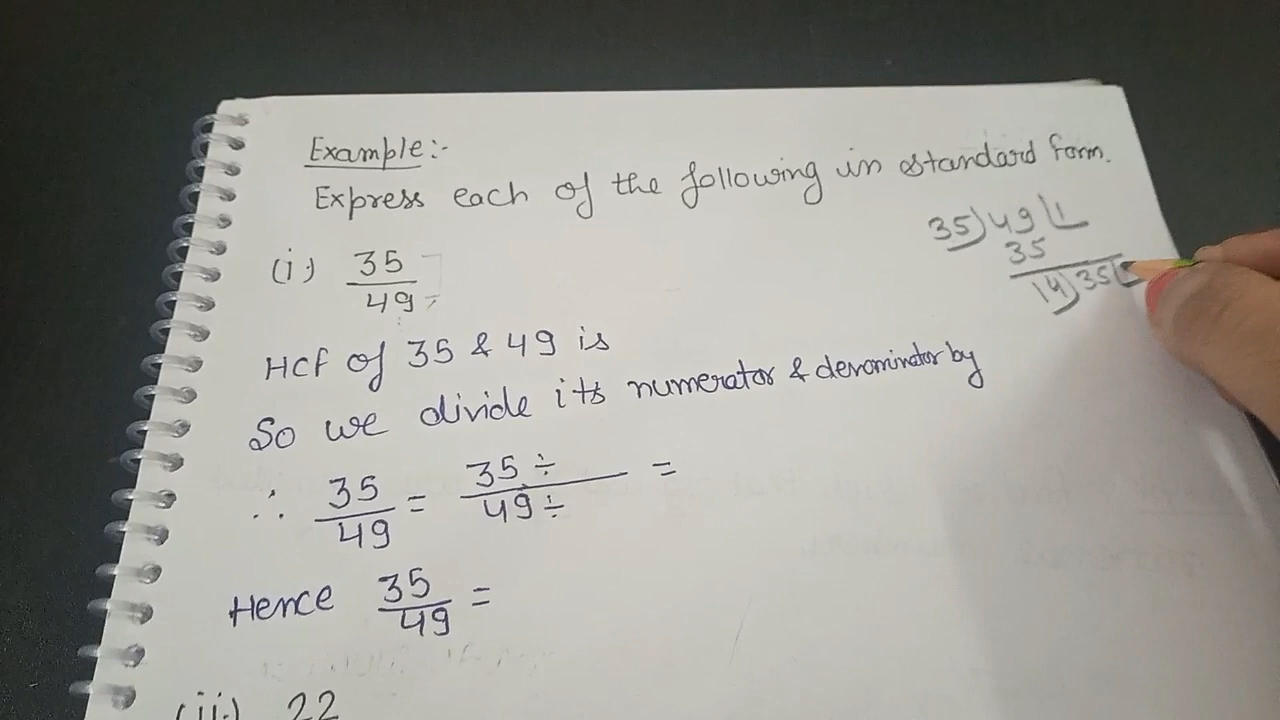 Example:-
Express each of the following in standard form.
(i.) 35/49
35)49(1
35
14)35(
HCF of 35 & 49 is
So we divide its numerator & denominator by
∴ 35/49 = 35÷/49÷ =
Hence 35/49 =
(ii.) 22